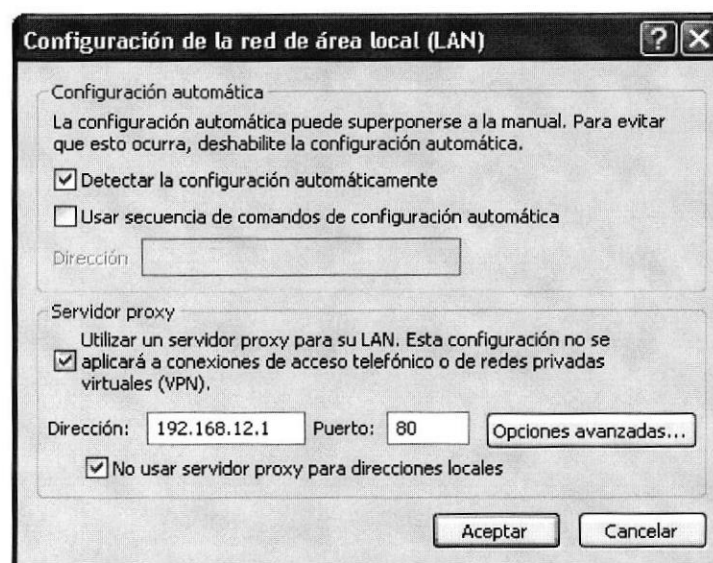 Configuración de la red de área local (LAN)
Configuración automática
La configuración automática puede superponerse a la manual. Para evitar
que esto ocurra, deshabilite la configuración automática.
Detectar la configuración automáticamente
Usar secuencia de comandos de configuración automática
Dirección
Servidor proxy
Utilizar un servidor proxy para su LAN. Esta configuración no se
aplicará a conexiones de acceso telefónico o de redes privadas
virtuales (VPN).
Dirección: 192.168.12.1 Puerto: 80 Opciones avanzadas...
No usar servidor proxy para direcciones locales
Aceptar Cancelar